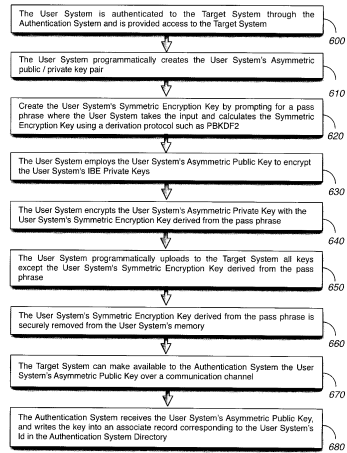 The User System is authenticated to the Target System through the
Authentication System and is provided access to the Target System
600
The User System programmatically creates the User System's Asymmetric
public / private key pair
610
Create the User System's Symmetric Encryption Key by prompting for a pass
phrase where the User System takes the input and calculates the Symmetric
Encryption Key using a derivation protocol such as PBKDF2
620
The User System employs the User System's Asymmetric Public Key to encrypt
the User System's IBE Private Keys
630
The User System encrypts the User System's Asymmetric Private Key with the
User System's Symmetric Encryption Key derived from the pass phrase
640
The User System programmatically uploads to the Target System all keys
except the User System's Symmetric Encryption Key derived from the pass
phrase
650
The User System's Symmetric Encryption Key derived from the pass phrase is
securely removed from the User System's memory
660
The Target System can make available to the Authentication System the User
System's Asymmetric Public Key over a communication channel
670
The Authentication System receives the User System's Asymmetric Public Key,
and writes the key into an associate record corresponding to the User System's
Id in the Authentication System Directory
680